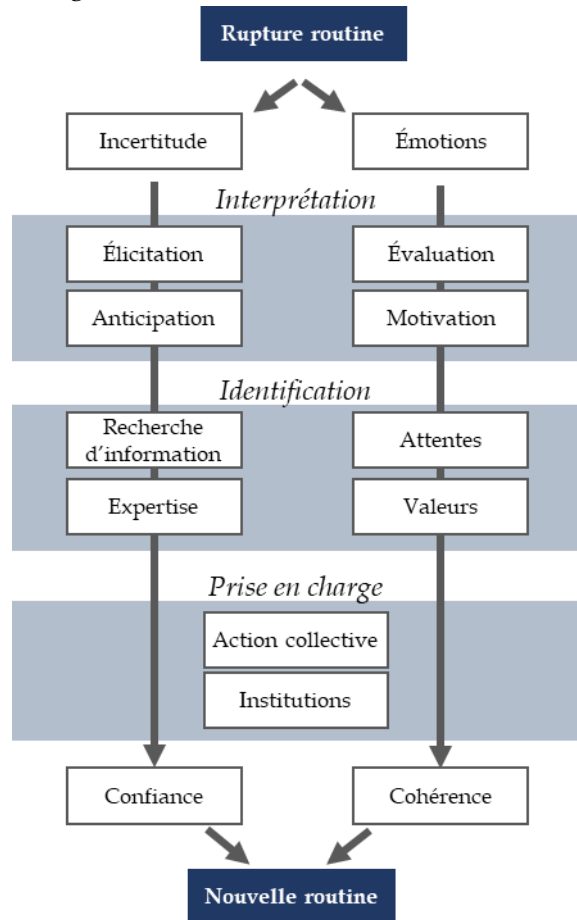 Rupture routine
Incertitude
Émotions
Interprétation
Élicitation
Évaluation
Anticipation
Motivation
Identification
Recherche
d'information
Attentes
Expertise
Valeurs
Prise en charge
Action collective
Institutions
Confiance
Cohérence
Nouvelle routine